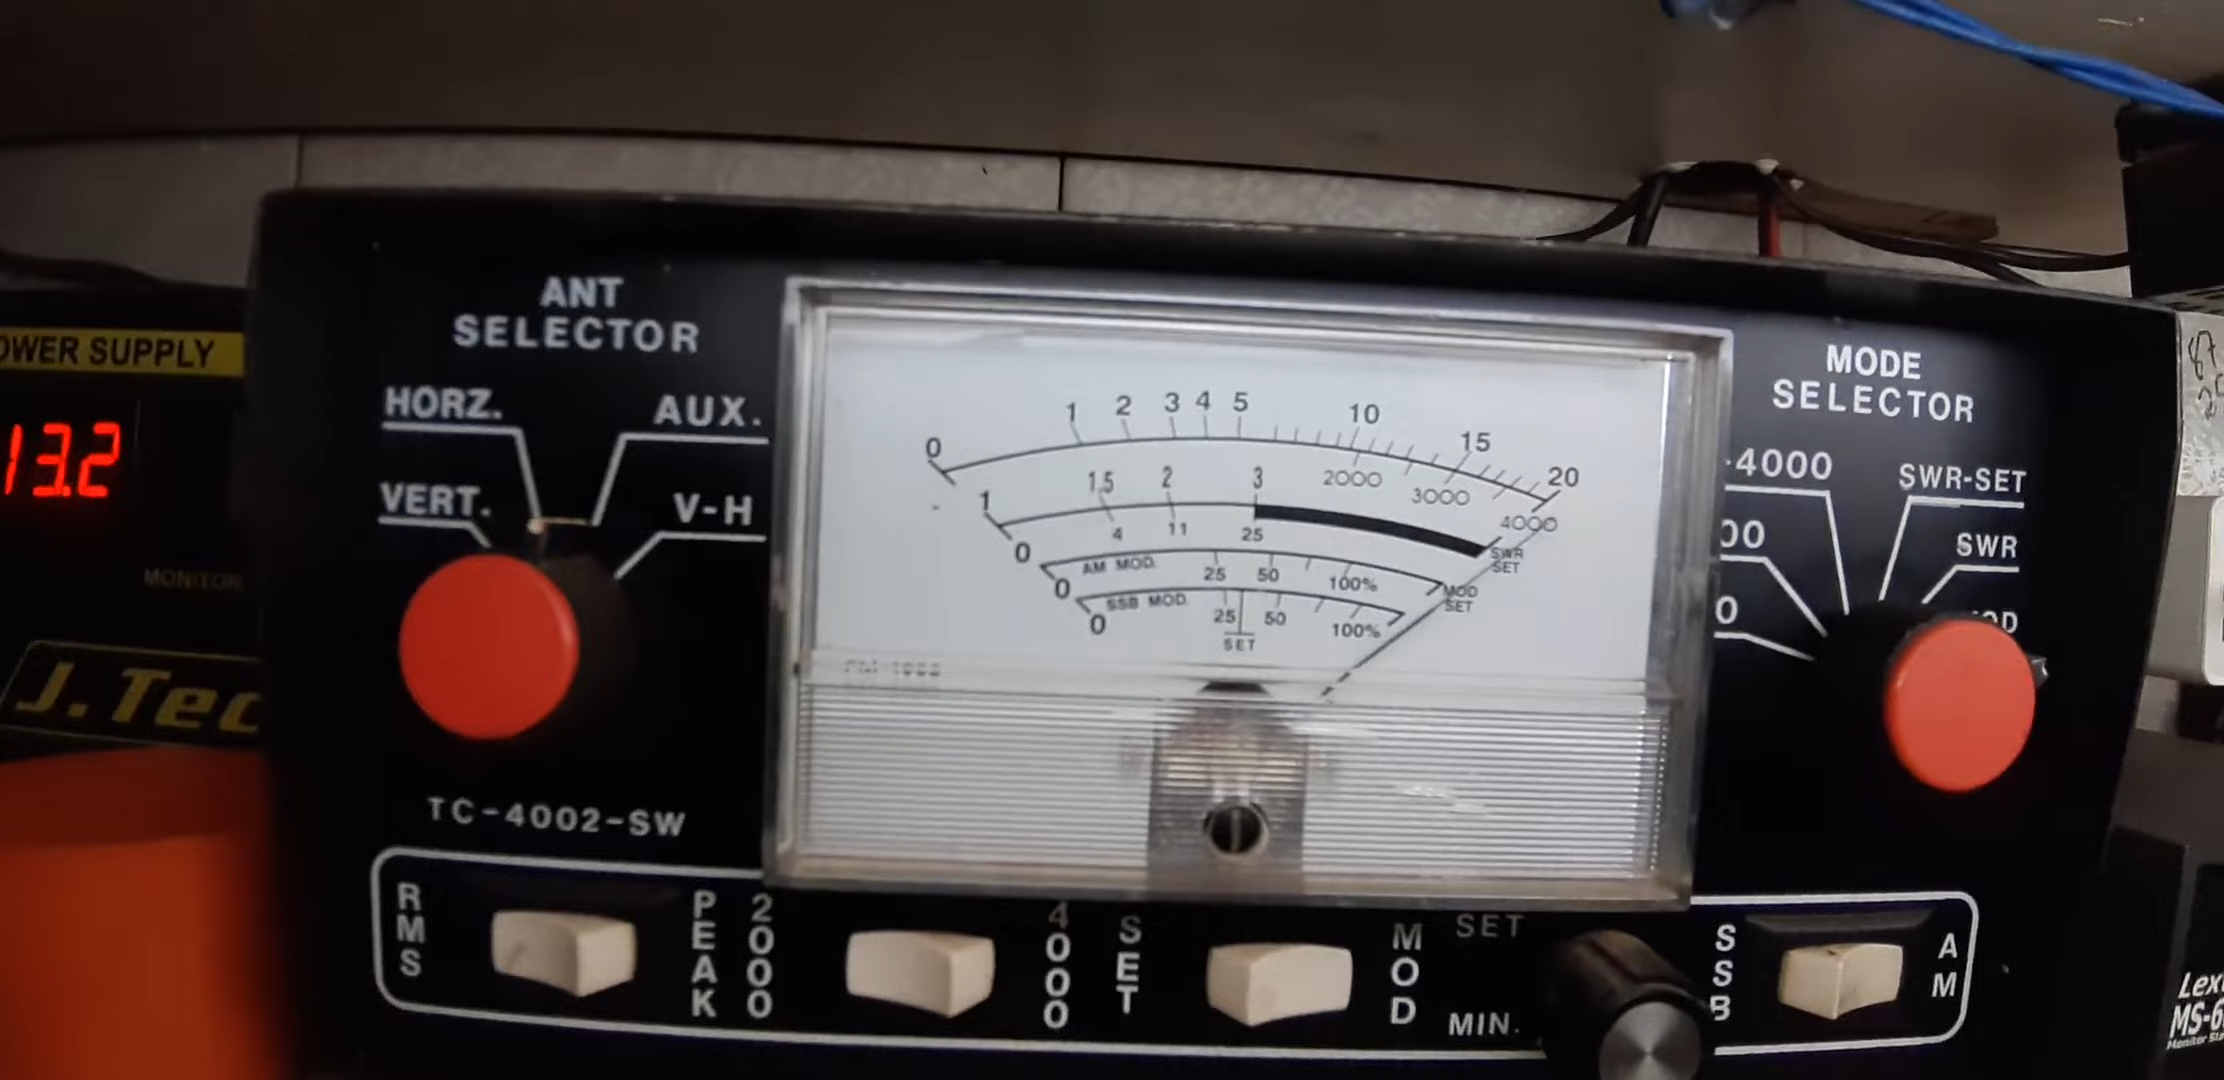 ANT
SELECTOR
HORZ.
AUX.
VERT.
V-H
OWER SUPPLY
13.2
MONITOR
J.Tec
TC-4002-SW
0 1 2 3 4 5 10 15 20
2000 3000 4000
1 1.5 2 3
SWR
SET
0 4 11 25
AM MOD.
0 25 50 100%
MOD
SET
SSB MOD.
0 25 50 100%
SET
MODE
SELECTOR
4000
SWR-SET
00
SWR
0
OD
RMS
PEAK
2000
4000
SET
MOD
SET
MIN.
SSB
AM
Lex
MS-6